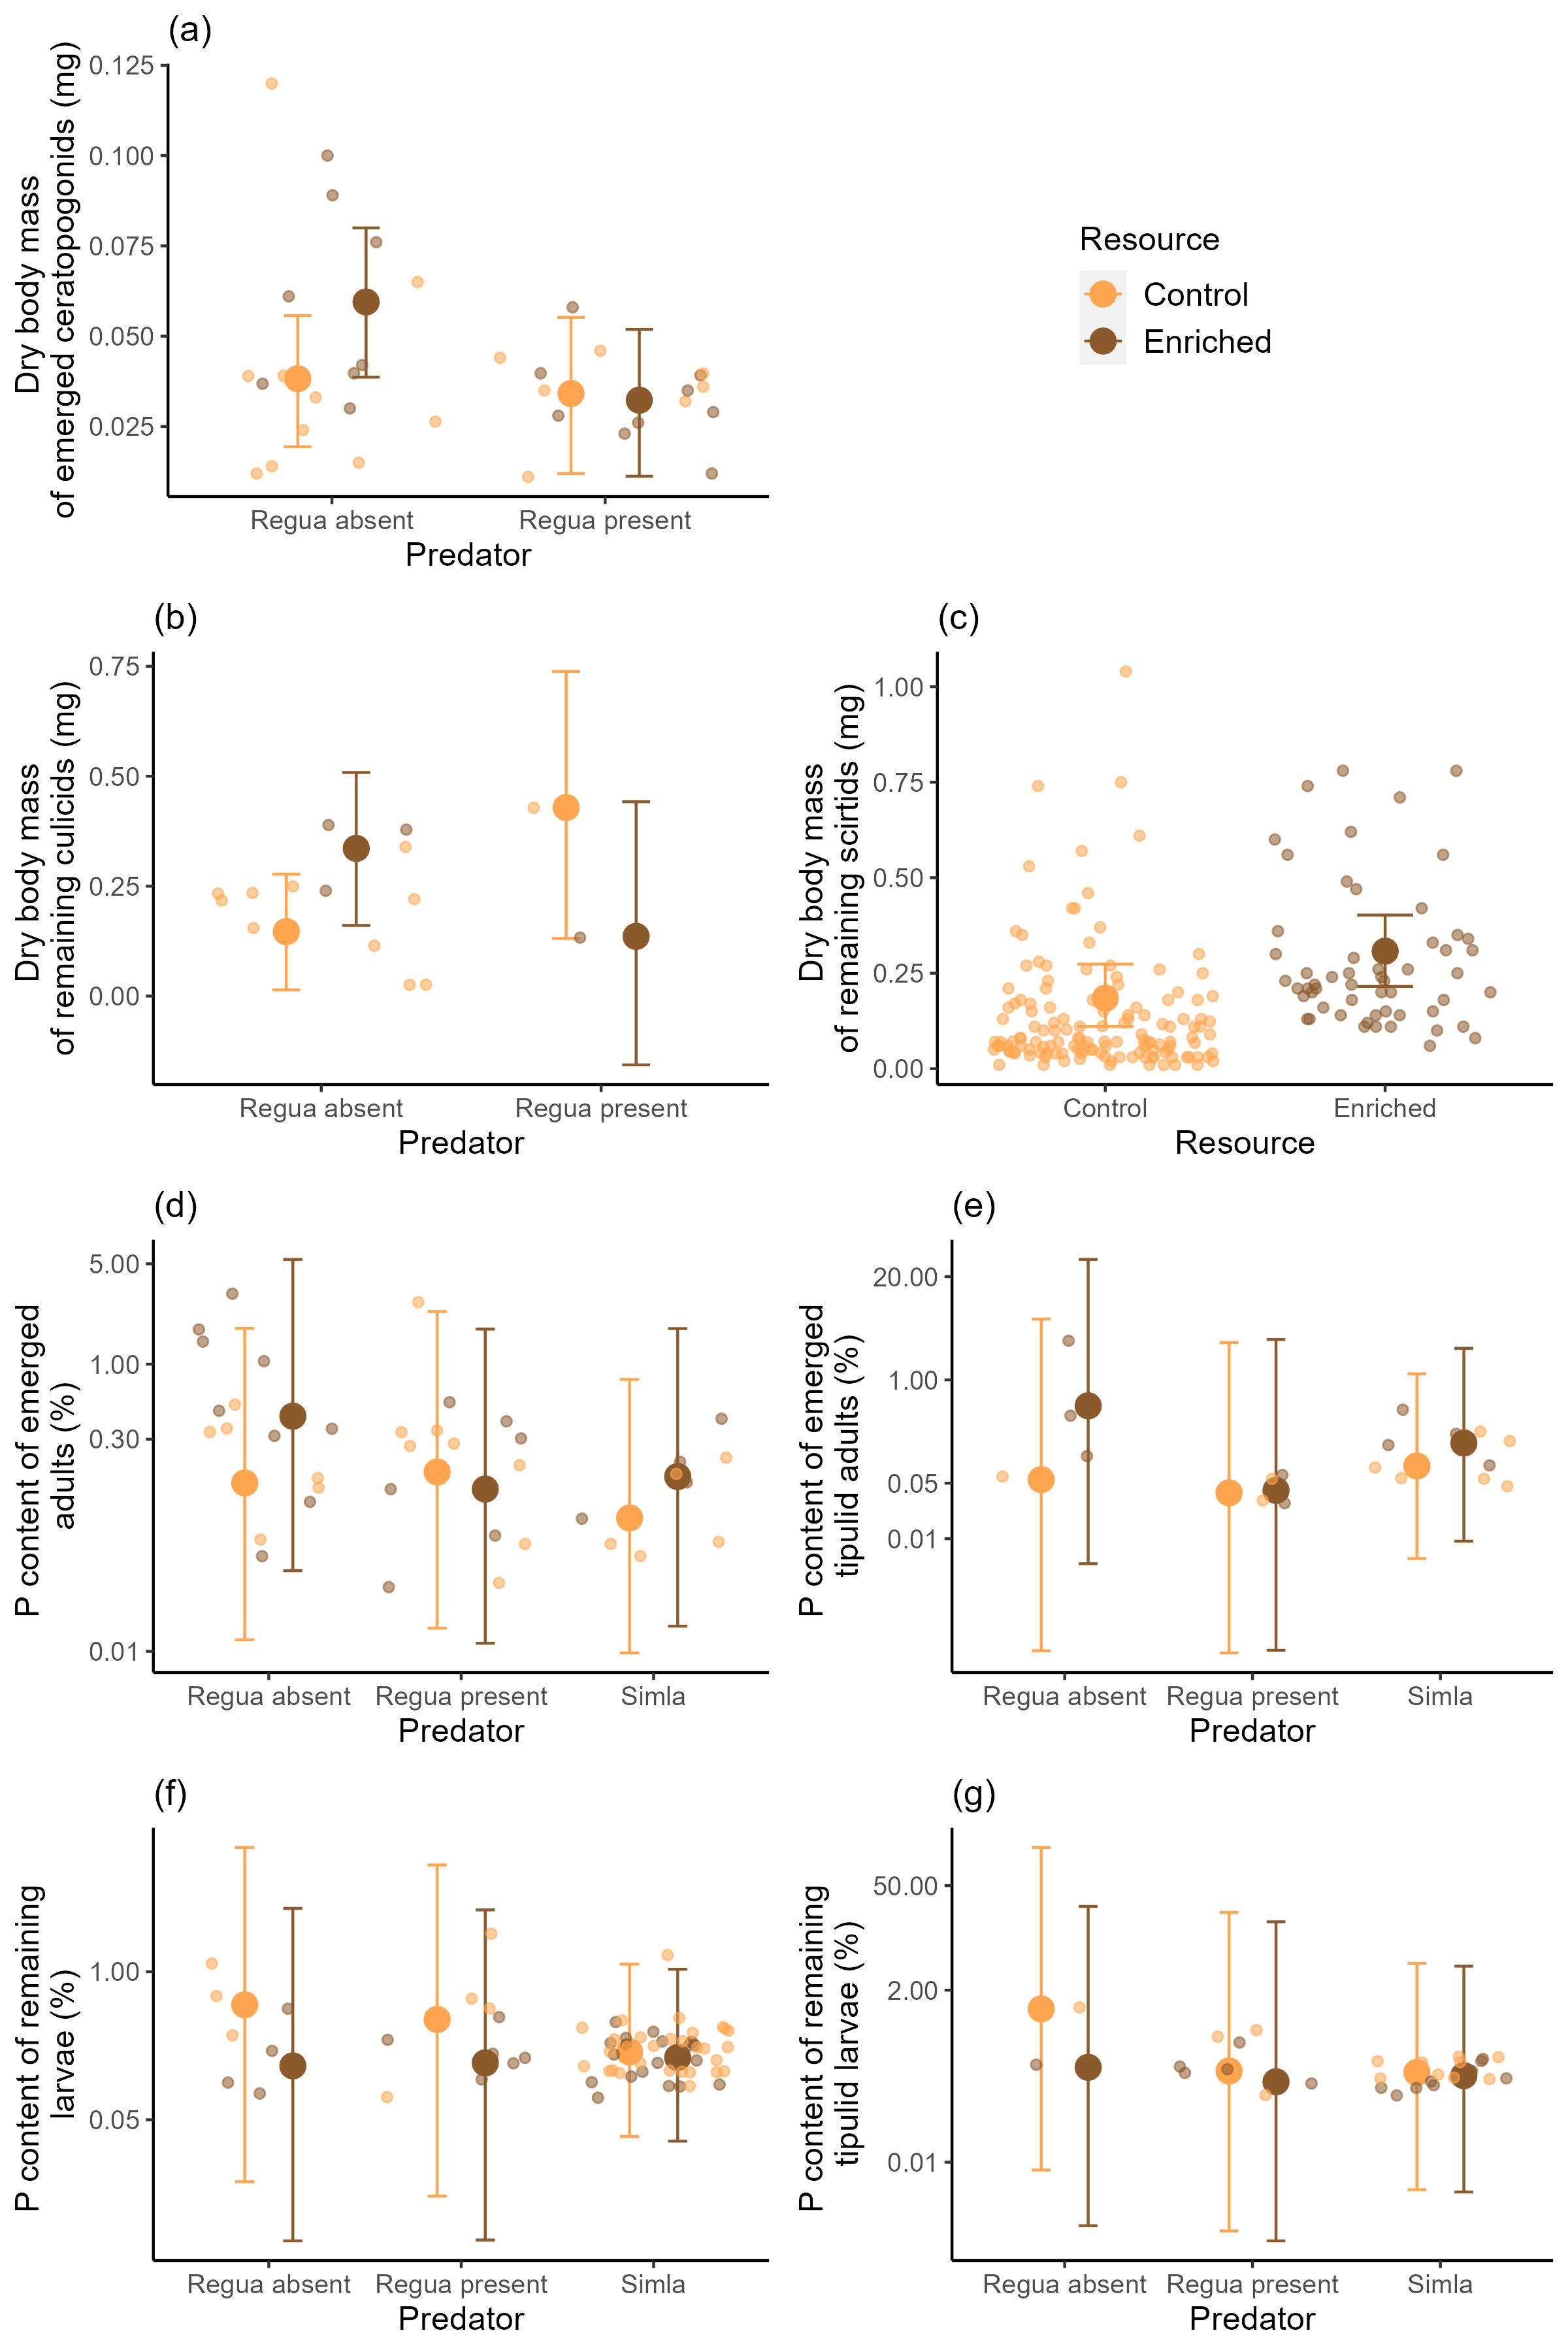 (a)
Dry body mass
of emerged ceratopogonids (mg)
0.125
0.100
0.075
0.050
0.025
Regua absent
Regua present
Predator
Resource
Control
Enriched
(b)
Dry body mass
of remaining culicids (mg)
0.75
0.50
0.25
0.00
Regua absent
Regua present
Predator
(c)
Dry body mass
of remaining scirtids (mg)
1.00
0.75
0.50
0.25
0.00
Control
Enriched
Resource
(d)
P content of emerged
adults (%)
5.00
1.00
0.30
0.01
Regua absent
Regua present
Simla
Predator
(e)
P content of emerged
tipulid adults (%)
20.00
1.00
0.05
0.01
Regua absent
Regua present
Simla
Predator
(f)
P content of remaining
larvae (%)
1.00
0.05
Regua absent
Regua present
Simla
Predator
(g)
P content of remaining
tipulid larvae (%)
50.00
2.00
0.01
Regua absent
Regua present
Simla
Predator